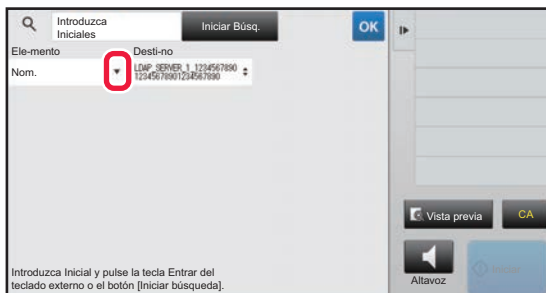 Introduzca
Iniciales
Iniciar Búsq.
OK
Ele-mento
Desti-no
Nom.
LDAP_SERVER_1_1234567890
12345678901234567890
Vista previa
CA
Altavoz
Introduzca Inicial y pulse la tecla Entrar del
teclado externo o el botón [Iniciar búsqueda].